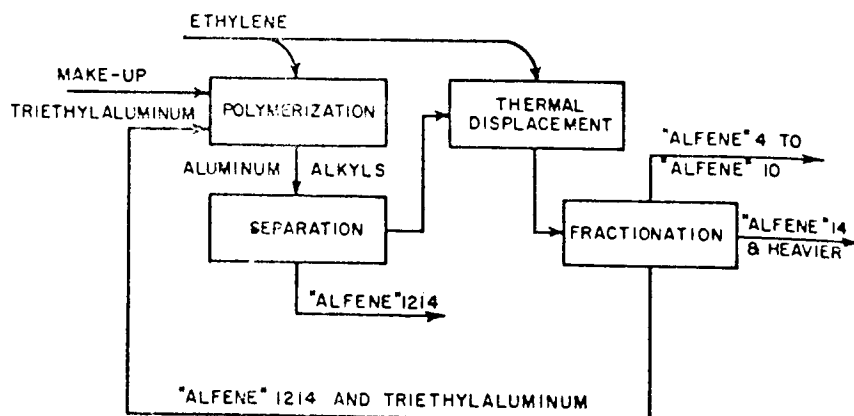 ETHYLENE
MAKE-UP
TRIETHYLALUMINUM
POLYMERIZATION
THERMAL
DISPLACEMENT
"ALFENE" 4 TO
"ALFENE" 10
ALUMINUM ALKYLS
SEPARATION
FRACTIONATION
"ALFENE" 14
& HEAVIER
"ALFENE" 1214
"ALFENE" 1214 AND TRIETHYLALUMINUM